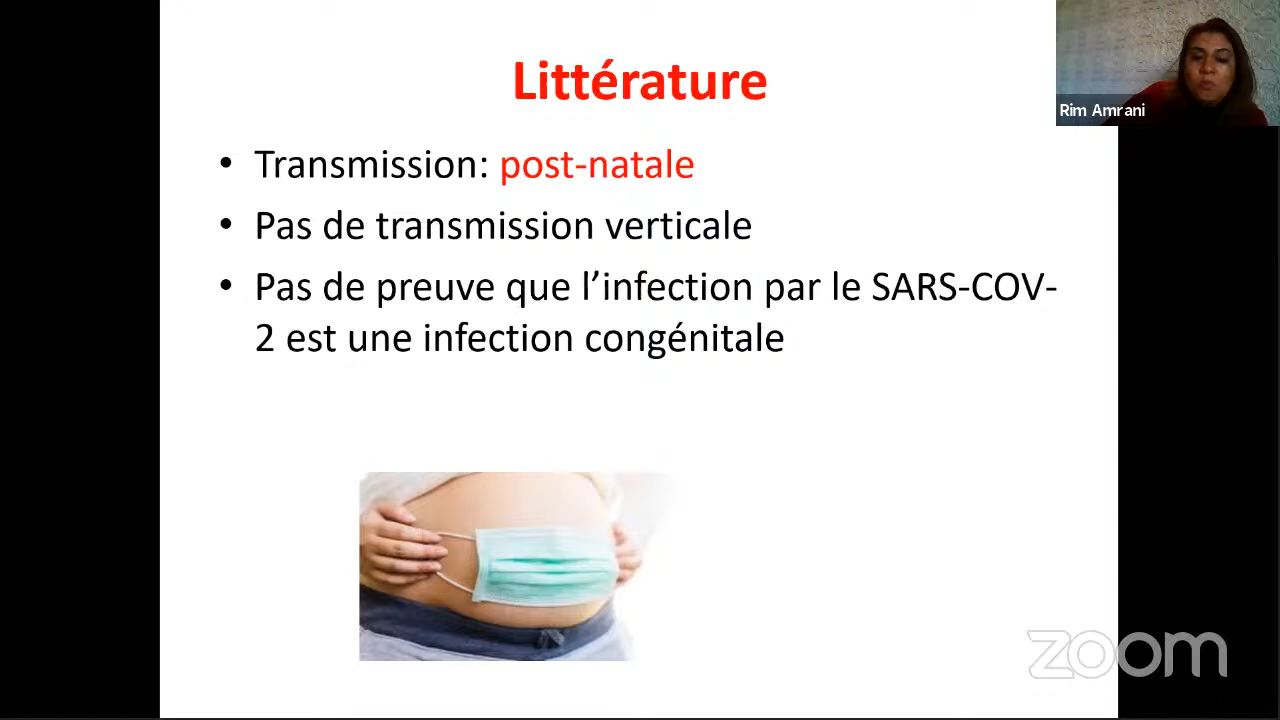 Littérature
Rim Amrani
• Transmission: post-natale
• Pas de transmission verticale
• Pas de preuve que l’infection par le SARS-COV-
2 est une infection congénitale
zoom